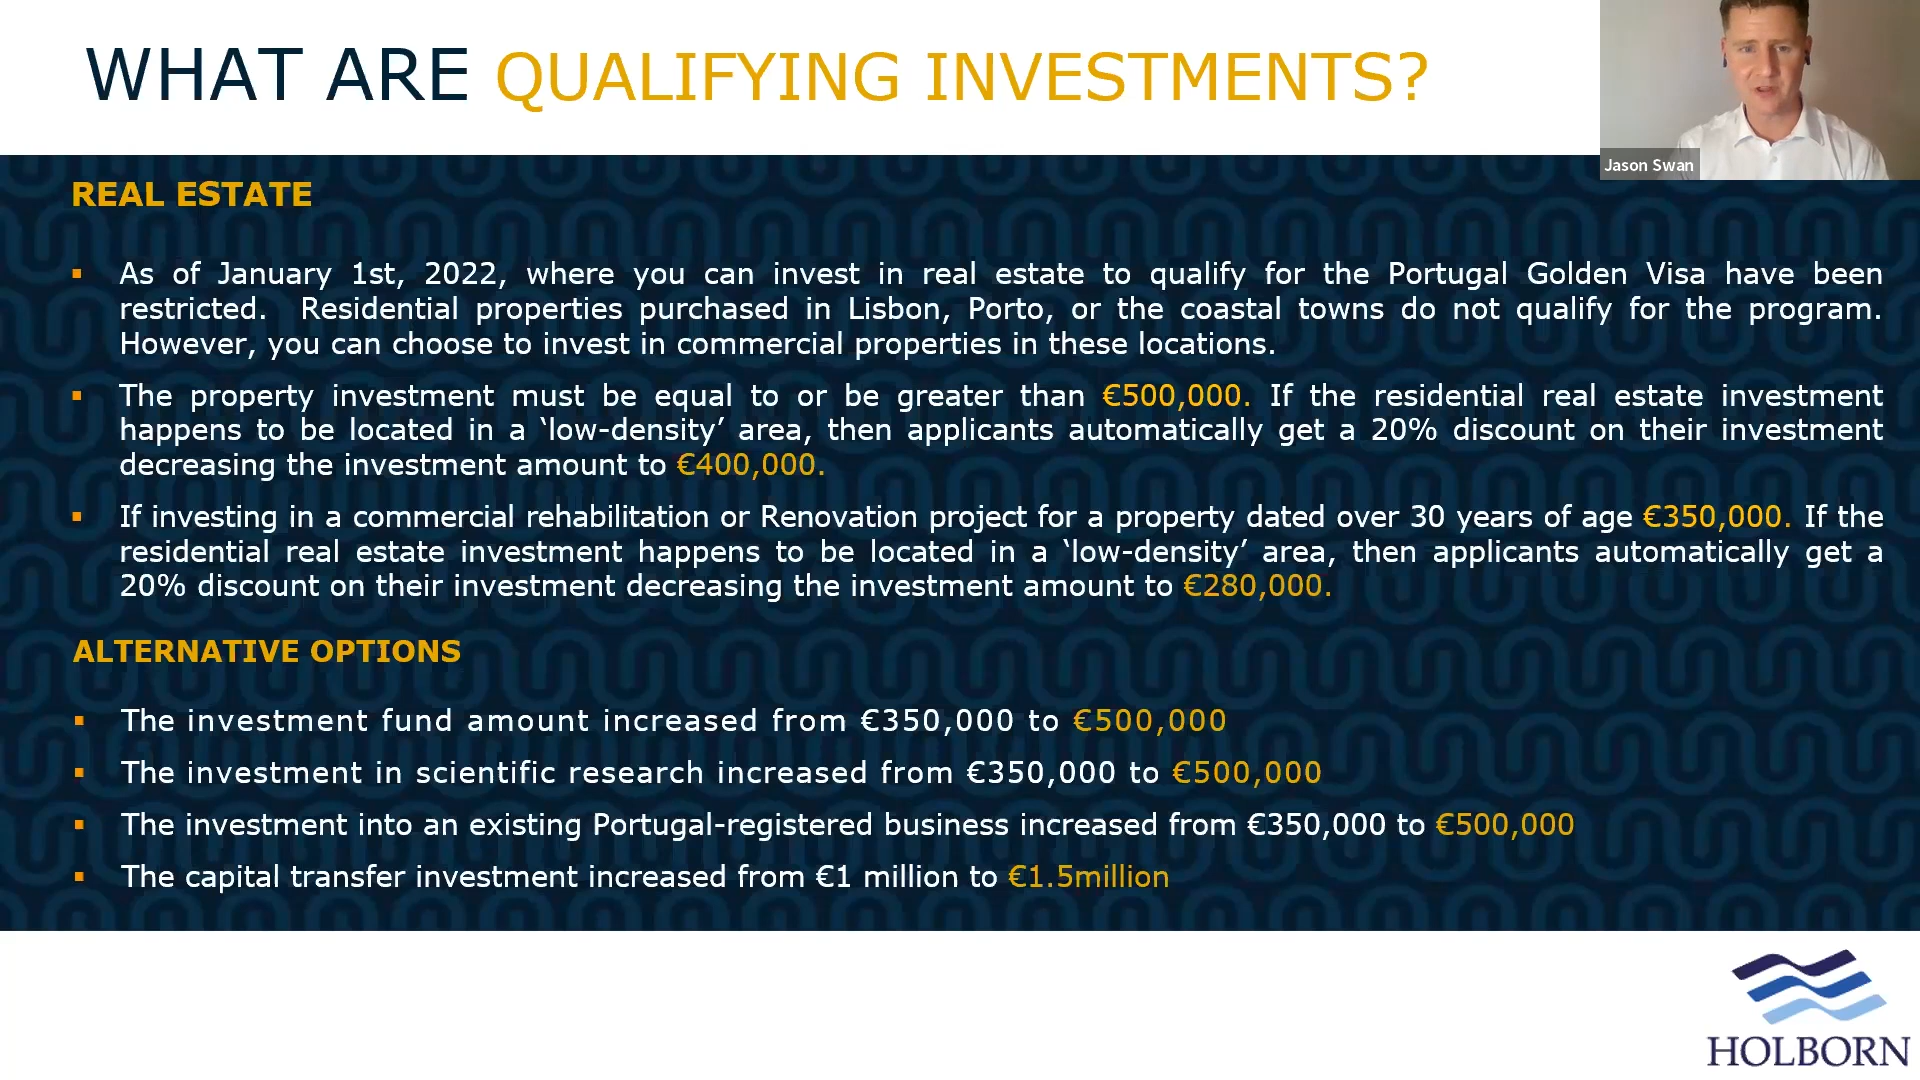 WHAT ARE QUALIFYING INVESTMENTS?
Jason Swan
REAL ESTATE
▪ As of January 1st, 2022, where you can invest in real estate to qualify for the Portugal Golden Visa have been
restricted. Residential properties purchased in Lisbon, Porto, or the coastal towns do not qualify for the program.
However, you can choose to invest in commercial properties in these locations.
▪ The property investment must be equal to or be greater than €500,000. If the residential real estate investment
happens to be located in a ‘low-density’ area, then applicants automatically get a 20% discount on their investment
decreasing the investment amount to €400,000.
▪ If investing in a commercial rehabilitation or Renovation project for a property dated over 30 years of age €350,000. If the
residential real estate investment happens to be located in a ‘low-density’ area, then applicants automatically get a
20% discount on their investment decreasing the investment amount to €280,000.
ALTERNATIVE OPTIONS
▪ The investment fund amount increased from €350,000 to €500,000
▪ The investment in scientific research increased from €350,000 to €500,000
▪ The investment into an existing Portugal-registered business increased from €350,000 to €500,000
▪ The capital transfer investment increased from €1 million to €1.5million
HOLBORN